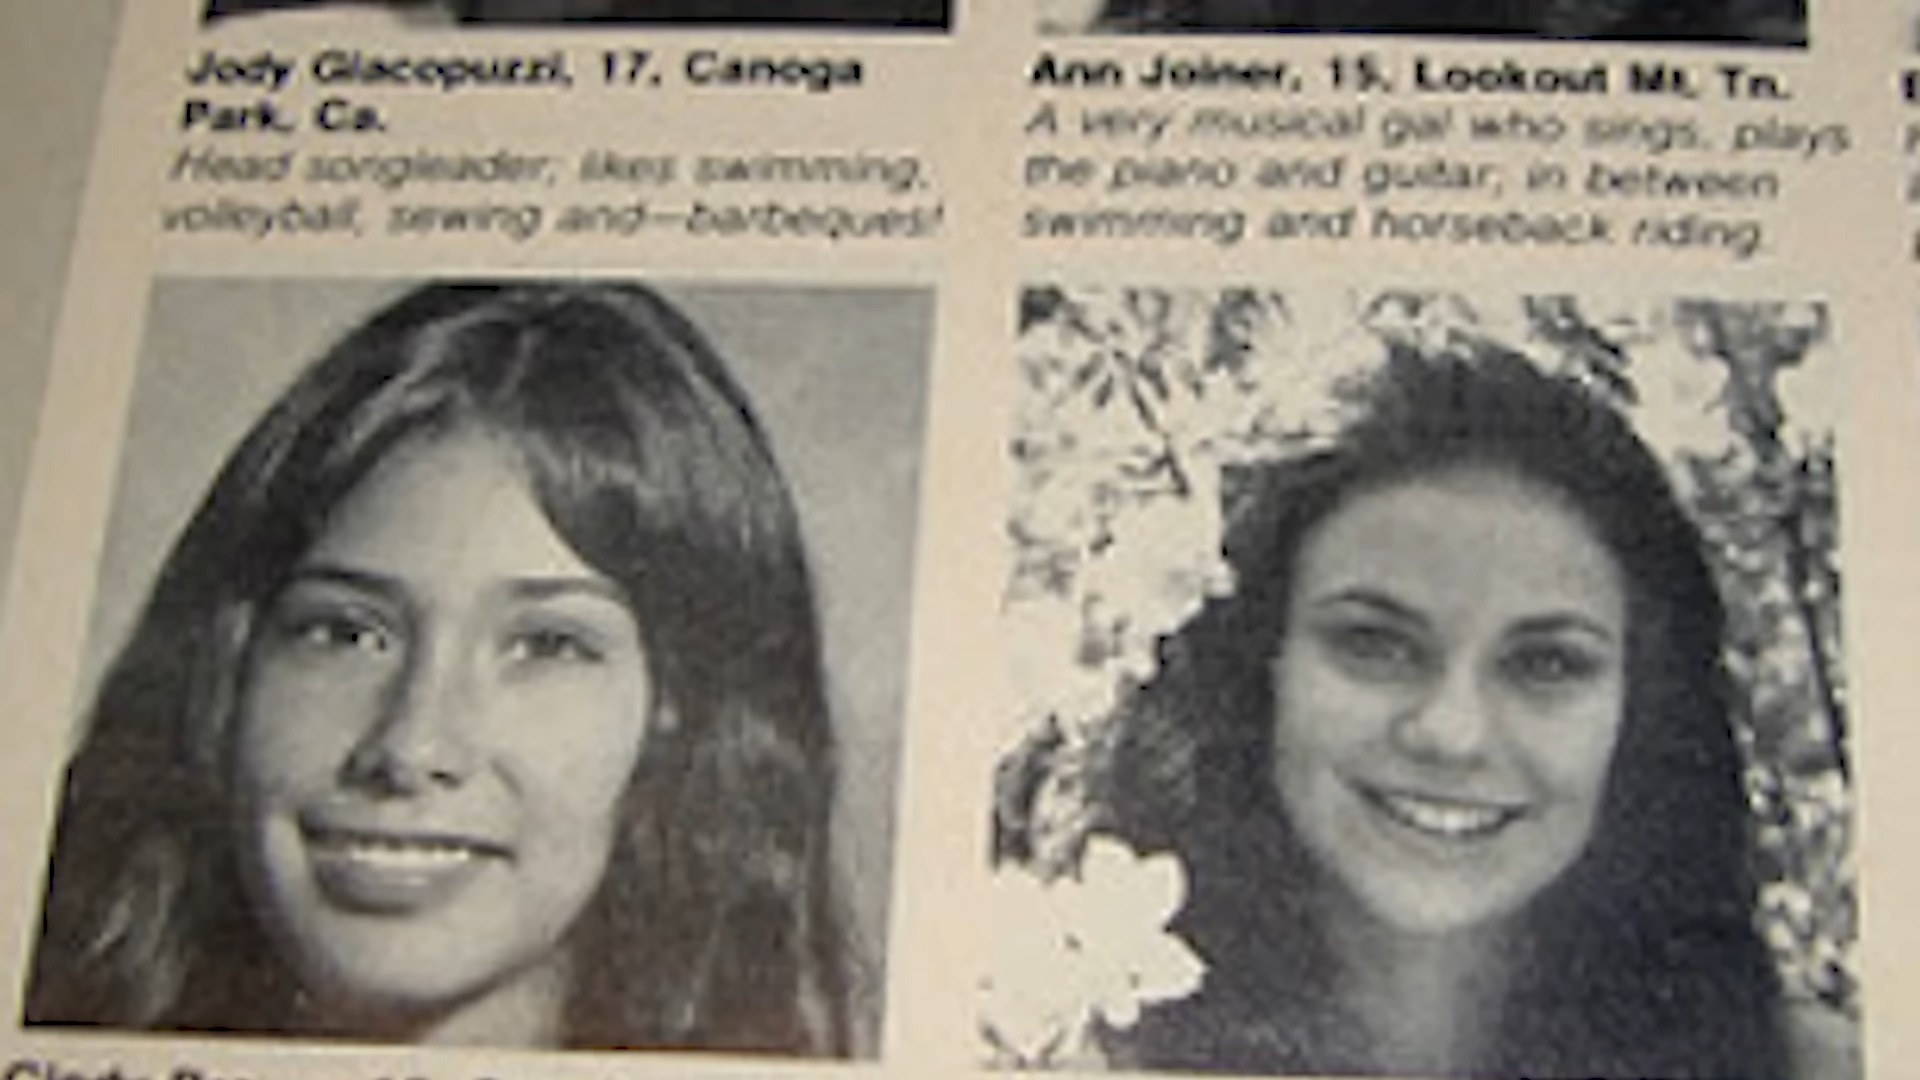 Jody Giacopuzzi, 17, Canoga
Park, Ca.
Head songleader; likes swimming,
volleyball, sewing and—barbeques!
Ann Joiner, 15, Lookout Mt, Tn.
A very musical gal who sings, plays
the piano and guitar; in between
swimming and horseback riding.